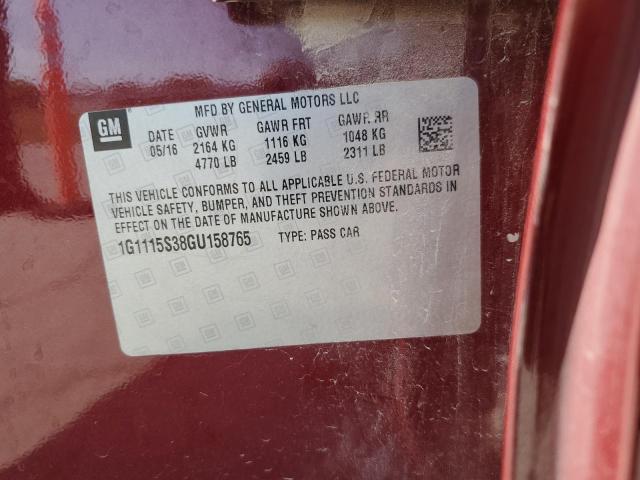 MFD BY GENERAL MOTORS LLC
GM
DATE GVWR GAWR FRT GAWR RR
05/16 2164 KG 1116 KG 1048 KG
4770 LB 2459 LB 2311 LB
THIS VEHICLE CONFORMS TO ALL APPLICABLE U.S. FEDERAL MOTOR
VEHICLE SAFETY, BUMPER, AND THEFT PREVENTION STANDARDS IN
EFFECT ON THE DATE OF MANUFACTURE SHOWN ABOVE.
1G1115S38GU158765 TYPE: PASS CAR